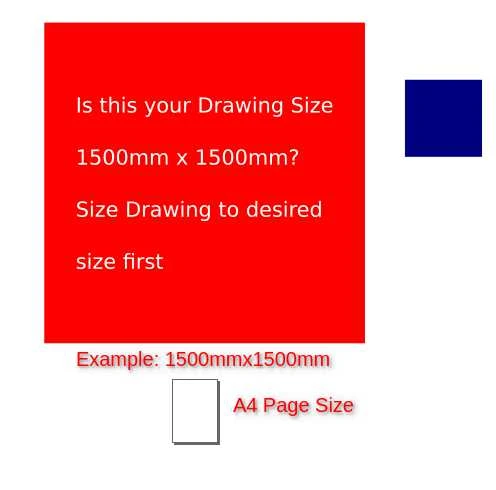 Is this your Drawing Size
1500mm x 1500mm?
Size Drawing to desired
size first
Example: 1500mmx1500mm
A4 Page Size